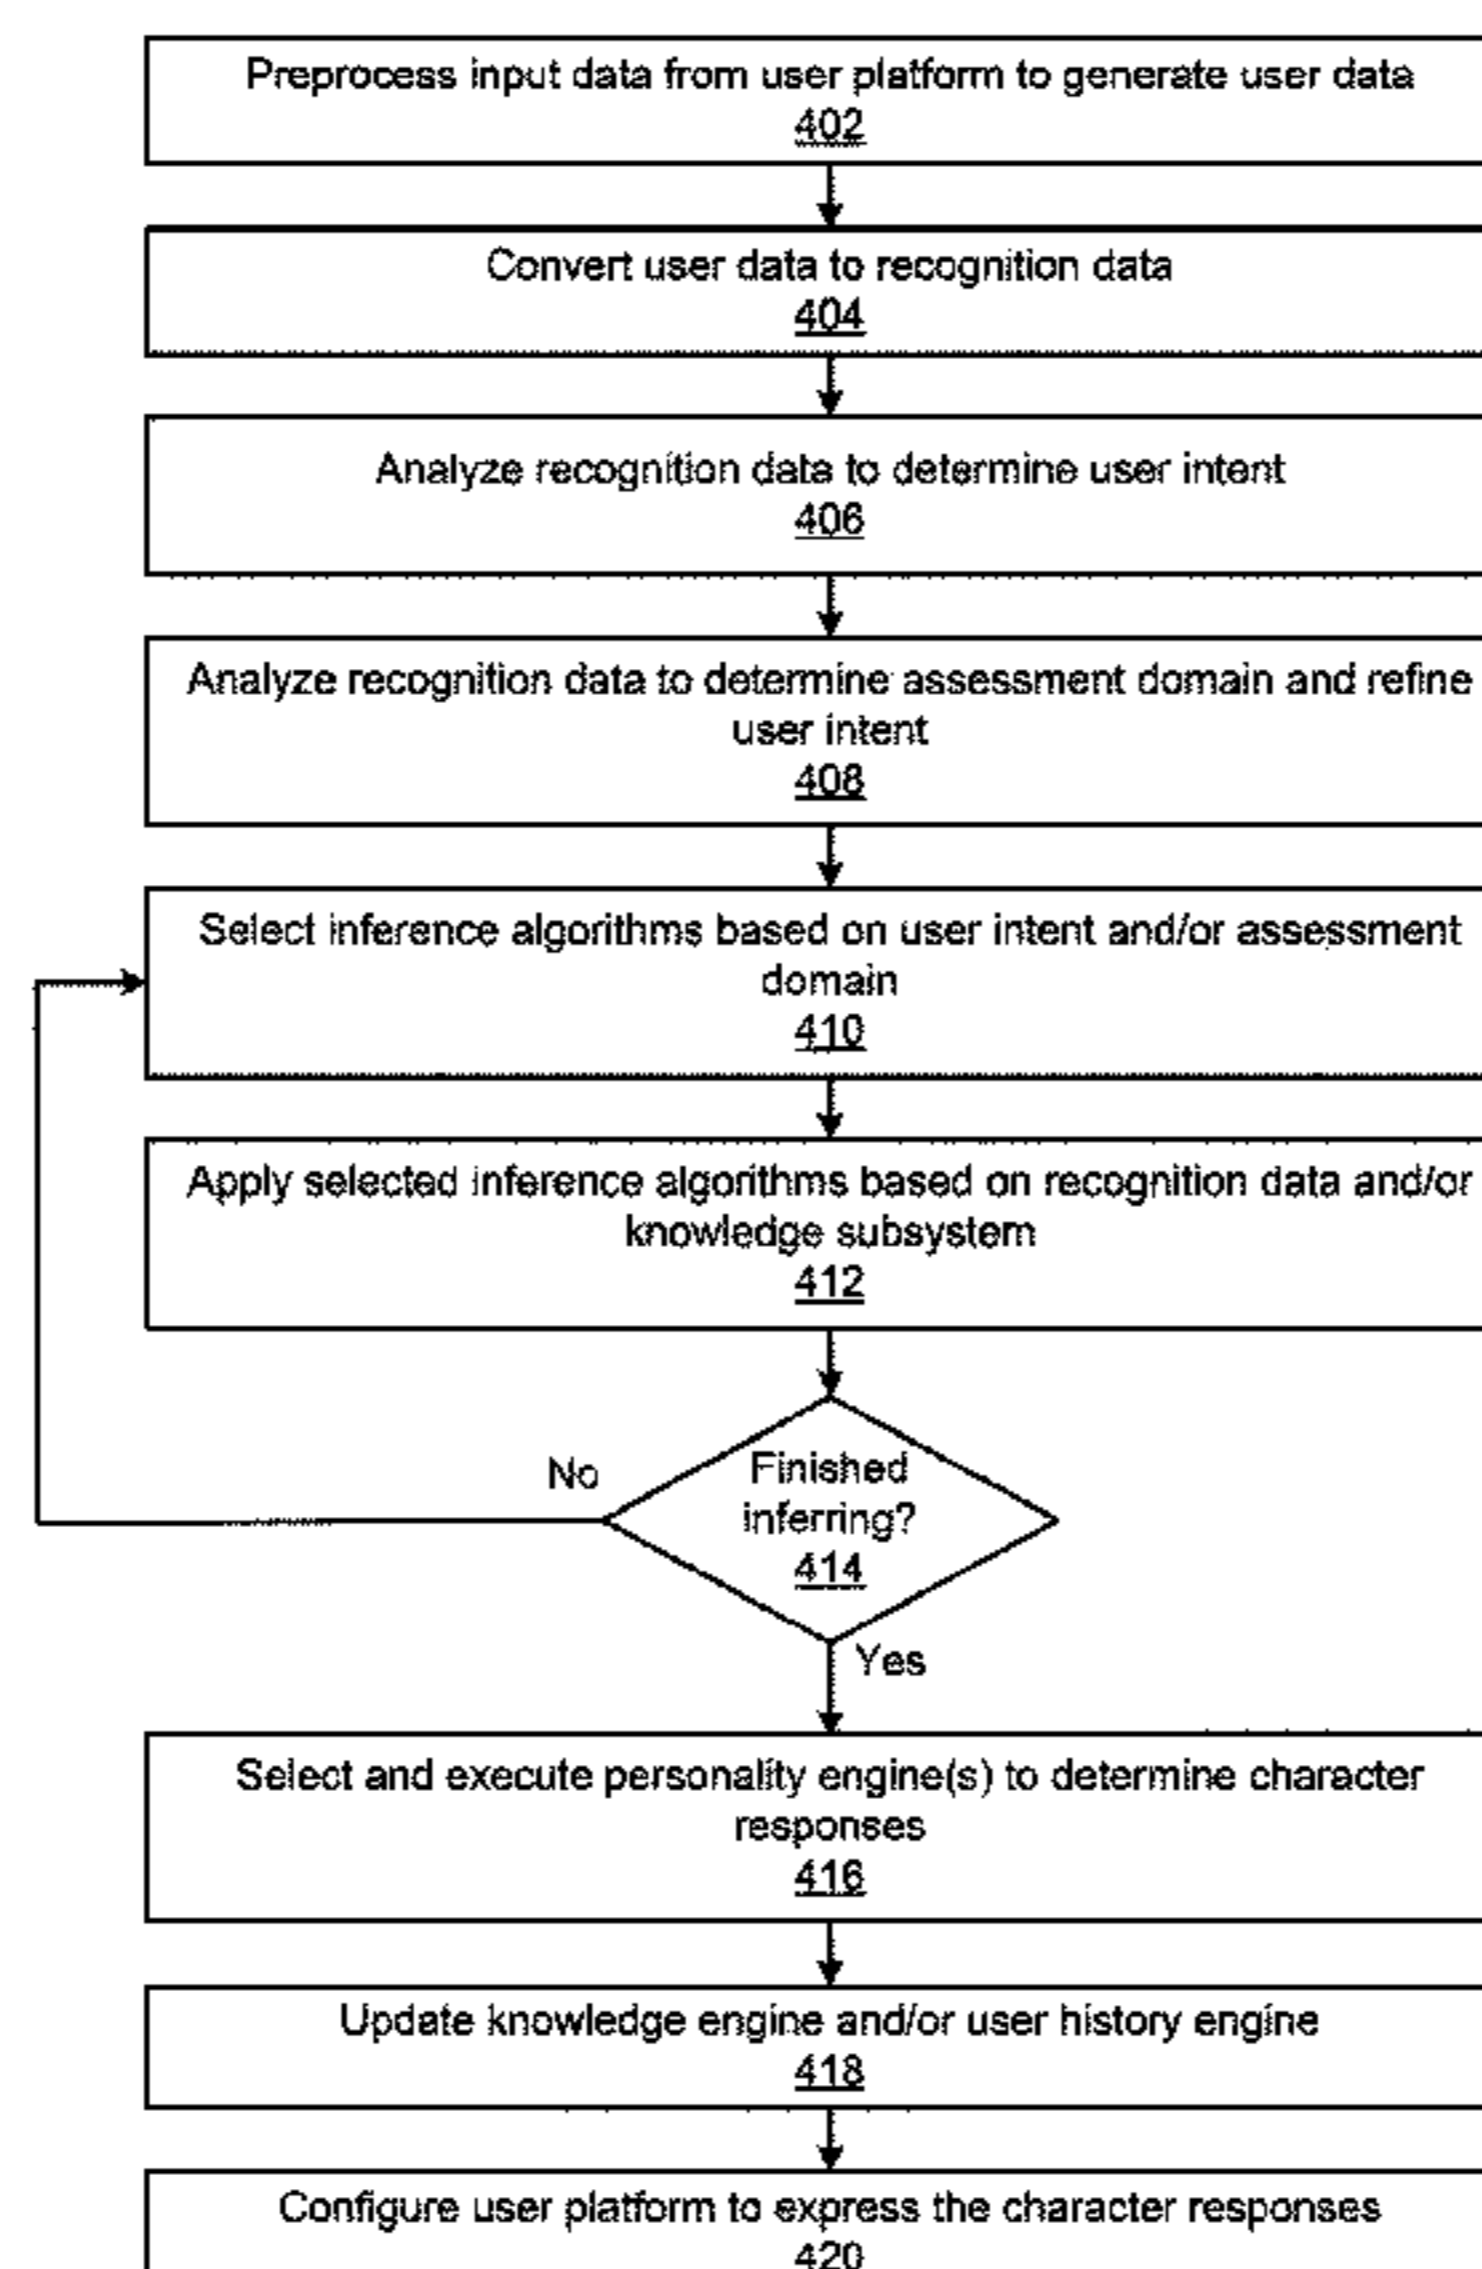 Preprocess input data from user platform to generate user data
402
Convert user data to recognition data
404
Analyze recognition data to determine user intent
406
Analyze recognition data to determine assessment domain and refine
user intent
408
Select inference algorithms based on user intent and/or assessment
domain
410
Apply selected inference algorithms based on recognition data and/or
knowledge subsystem
412
No
Finished
inferring?
414
Yes
Select and execute personality engine(s) to determine character
responses
416
Update knowledge engine and/or user history engine
418
Configure user platform to express the character responses
420